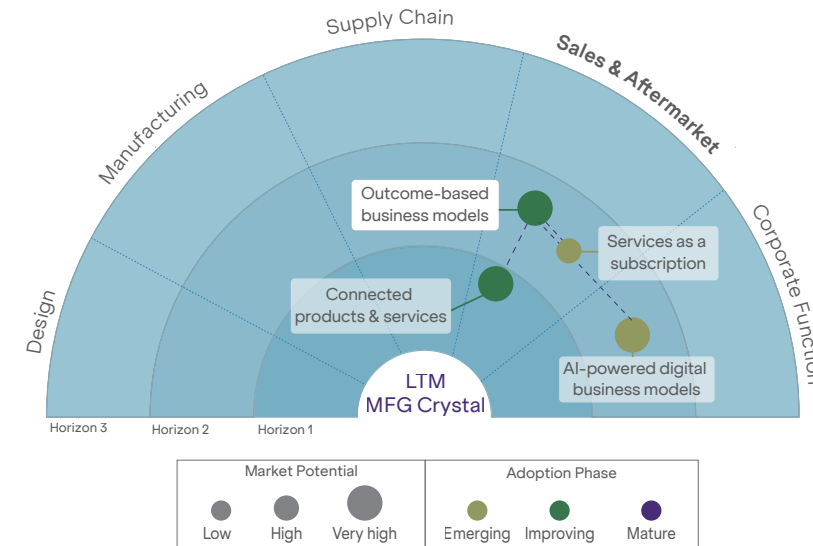 Supply Chain
Sales & Aftermarket
Manufacturing
Corporate Function
Design
Outcome-based
business models
Services as a
subscription
Connected
products & services
AI-powered digital
business models
LTM
MFG Crystal
Horizon 3
Horizon 2
Horizon 1
Market Potential
Low
High
Very high
Adoption Phase
Emerging
Improving
Mature